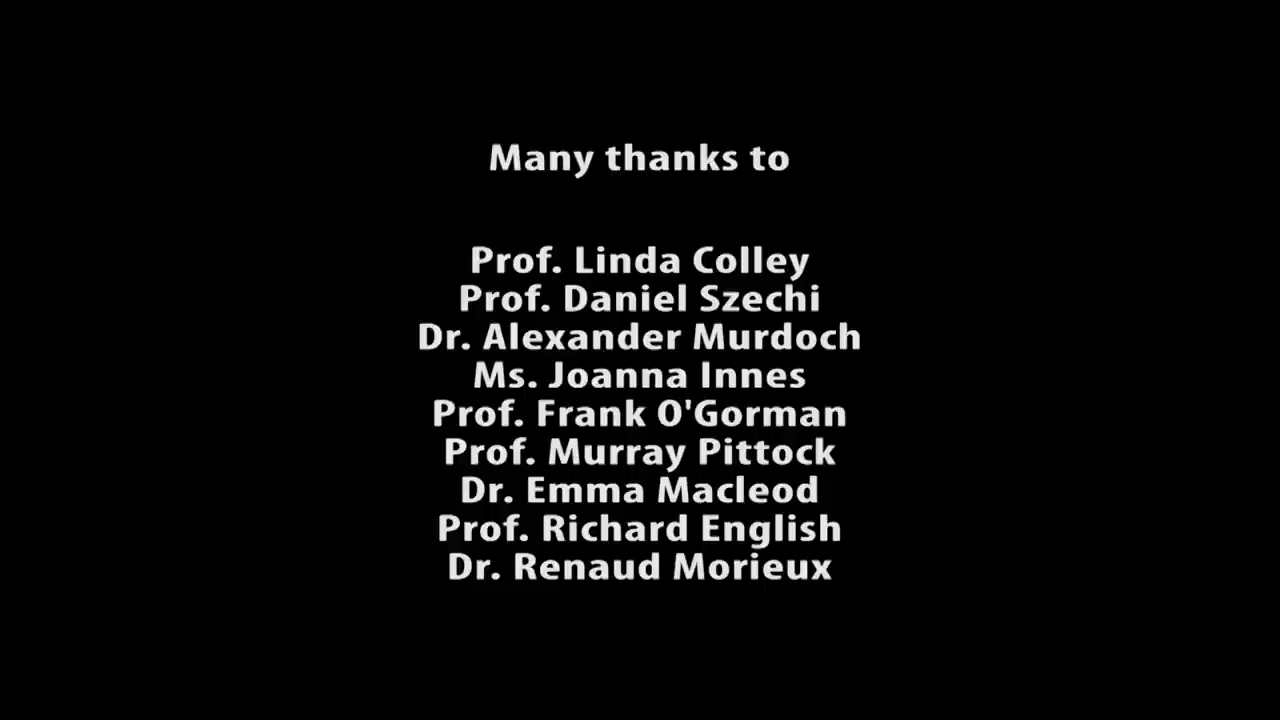 Many thanks to
Prof. Linda Colley
Prof. Daniel Szechi
Dr. Alexander Murdoch
Ms. Joanna Innes
Prof. Frank O'Gorman
Prof. Murray Pittock
Dr. Emma Macleod
Prof. Richard English
Dr. Renaud Morieux